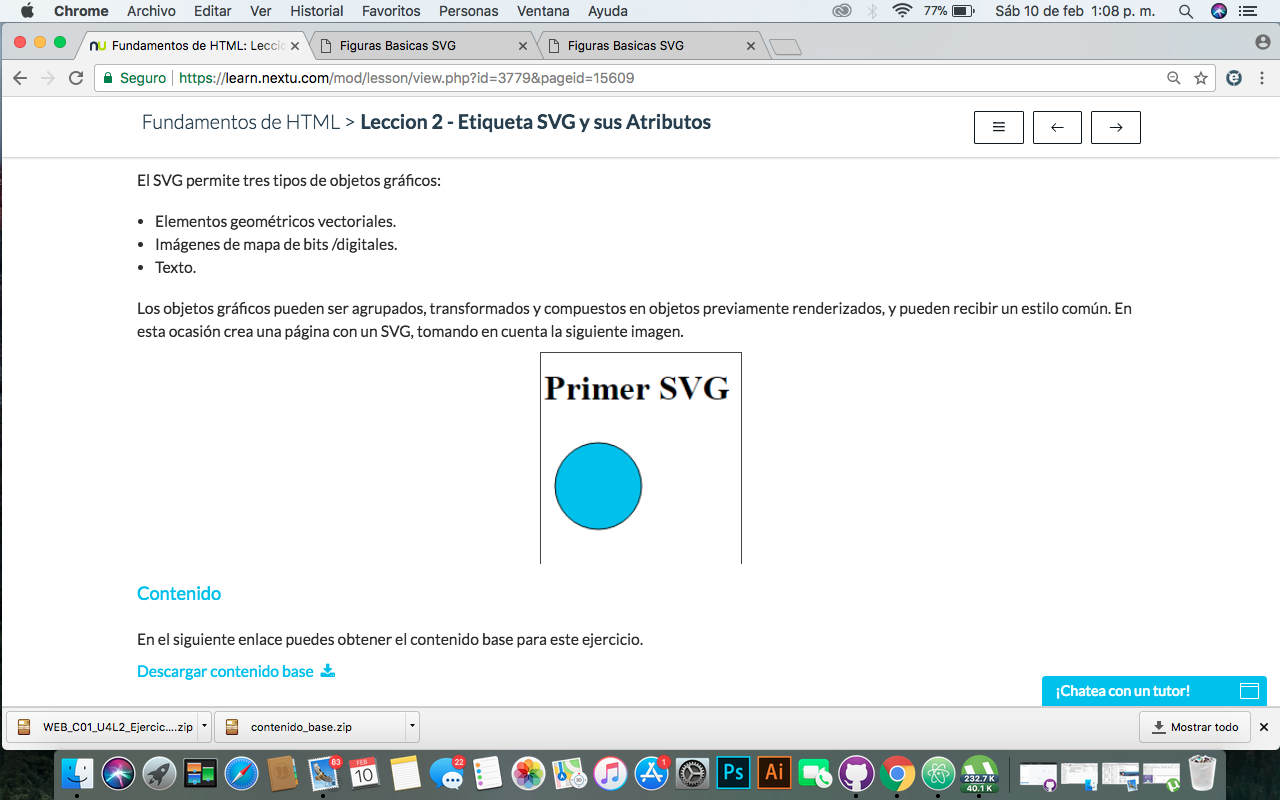 Chrome Archivo Editar Ver Historial Favoritos Personas Ventana Ayuda 77% Sáb 10 de feb 1:08 p. m.
Fundamentos de HTML: Lecci Figuras Basicas SVG Figuras Basicas SVG
Seguro https://learn.nextu.com/mod/lesson/view.php?id=3779&pageid=15609
Fundamentos de HTML > Leccion 2 - Etiqueta SVG y sus Atributos
El SVG permite tres tipos de objetos gráficos:
• Elementos geométricos vectoriales.
• Imágenes de mapa de bits /digitales.
• Texto.
Los objetos gráficos pueden ser agrupados, transformados y compuestos en objetos previamente renderizados, y pueden recibir un estilo común. En
esta ocasión crea una página con un SVG, tomando en cuenta la siguiente imagen.
Primer SVG
Contenido
En el siguiente enlace puedes obtener el contenido base para este ejercicio.
Descargar contenido base
¡Chatea con un tutor!
WEB_C01_U4L2_Ejercic....zip contenido_base.zip Mostrar todo
83 FEB 10 22 1 Ps Ai 232.7 K
40.1 K